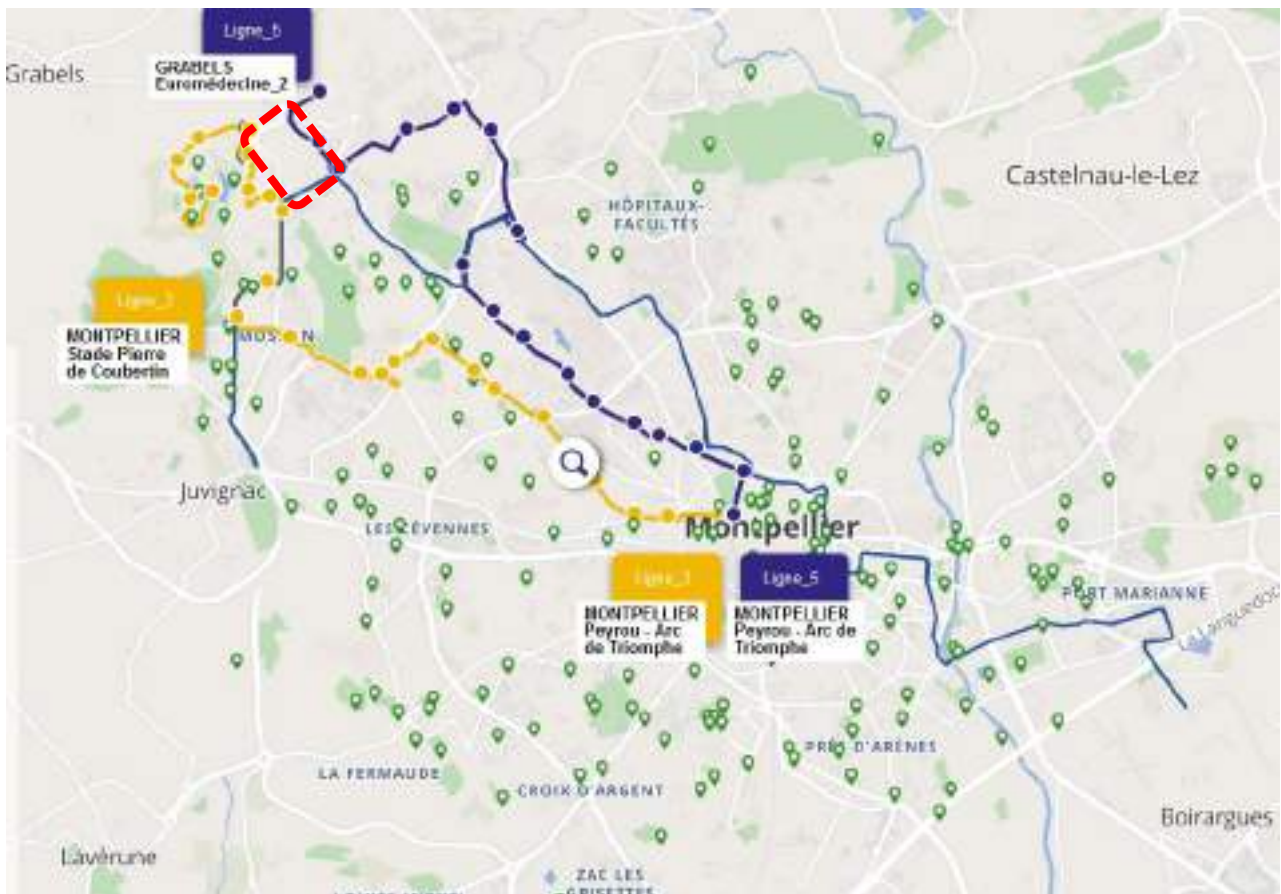 Ligne_5
GRABELS
Euromédecine_2
Grabels
Castelnau-le-Lez
HÔPITAUX-
FACULTÉS
Ligne_3
MONTPELLIER
Stade Pierre
de Coubertin
Juvignac
LES CÉVENNES
Montpellier
Ligne_3
MONTPELLIER
Peyrou - Arc
de Triomphe
Ligne_5
MONTPELLIER
Peyrou - Arc de
Triomphe
PORT MARIANNE
PRÉS D'ARÈNES
LA FERMAUDE
CROIX D'ARGENT
Boirargues
Lavérune
ZAC LES
GRISETTES